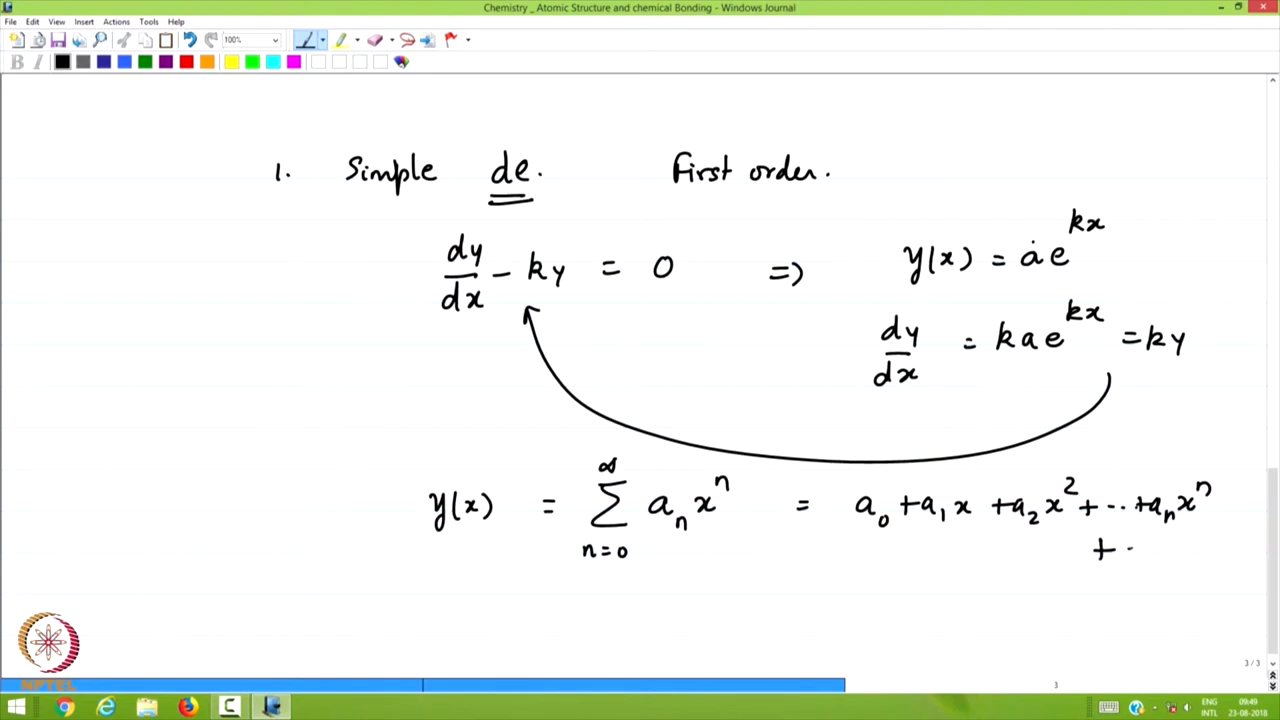 Chemistry _ Atomic Structure and chemical Bonding - Windows Journal
File Edit View Insert Actions Tools Help
100%
B I
1. Simple de. First order.
dy/dx - ky = 0 => y(x) = a e^{kx}
dy/dx = k a e^{kx} = ky
y(x) = ∑_{n=0}^{∞} a_n x^n = a_0 + a_1 x + a_2 x^2 + ... + a_n x^n
+ .
NPTEL
3 / 3
3
ENG 09:49
INTL 23-08-2018